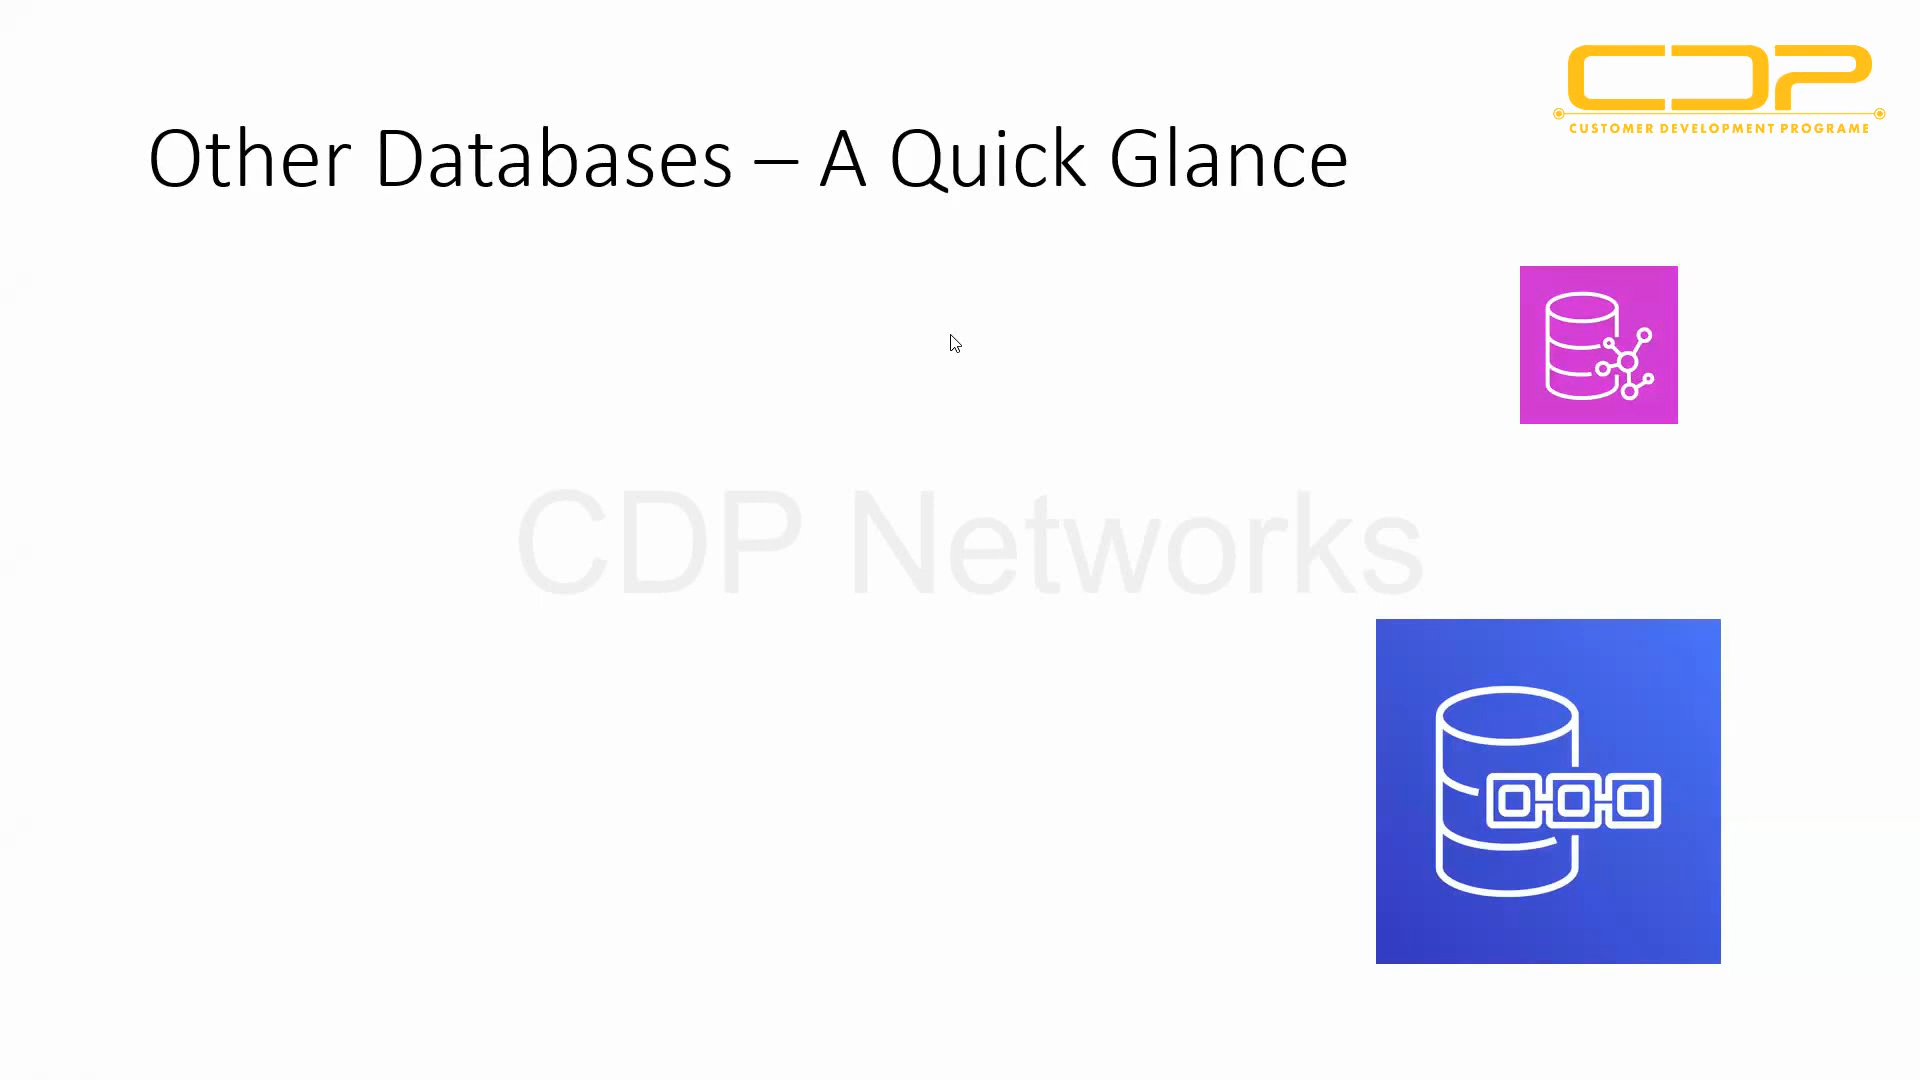 CDP
CUSTOMER DEVELOPMENT PROGRAME
Other Databases – A Quick Glance
CDP Networks